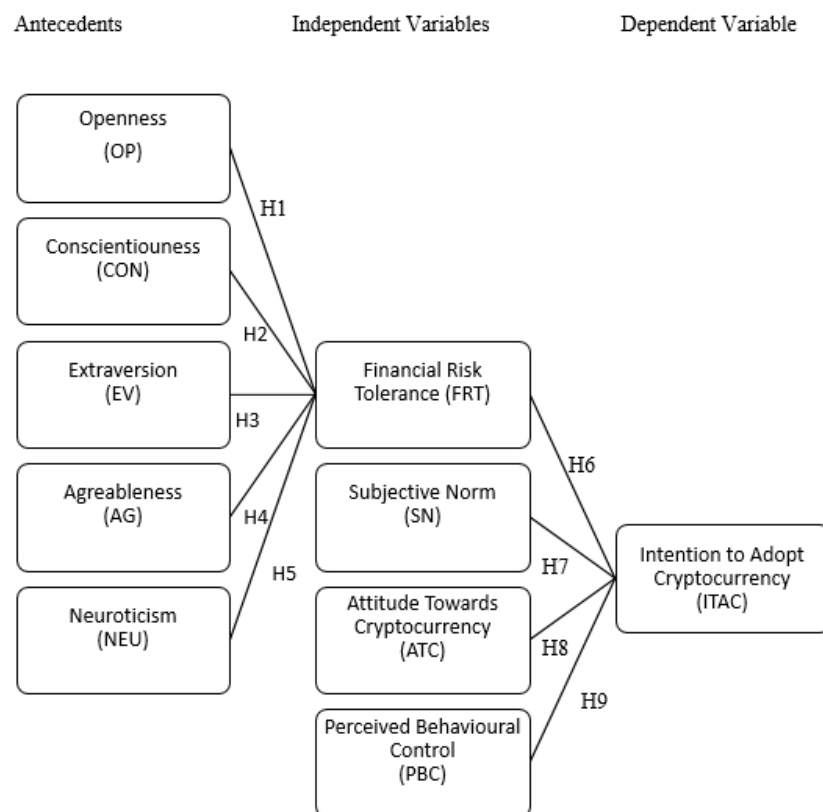 Antecedents
Independent Variables
Dependent Variable
Openness
(OP)
H1
Conscientiouness
(CON)
H2
Extraversion
(EV)
H3
Agreableness
(AG)
H4
Neuroticism
(NEU)
H5
Financial Risk
Tolerance (FRT)
H6
Subjective Norm
(SN)
H7
Attitude Towards
Cryptocurrency
(ATC)
H8
Perceived Behavioural
Control
(PBC)
H9
Intention to Adopt
Cryptocurrency
(ITAC)